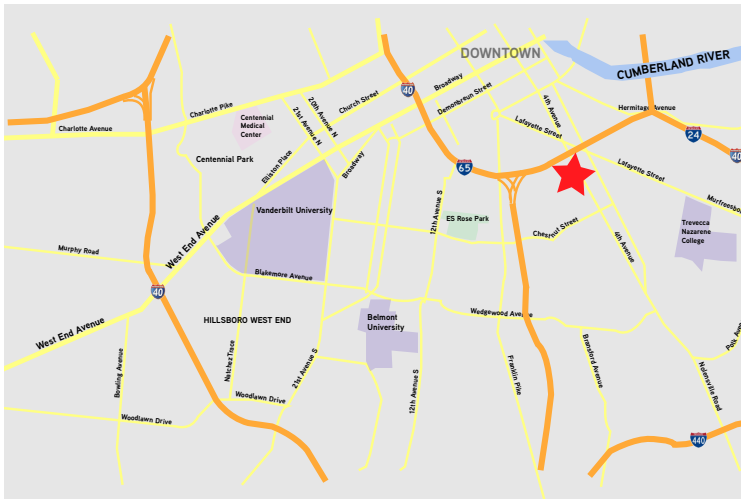 DOWNTOWN
CUMBERLAND RIVER
40
Broadway
Demonbreun Street
4th Avenue
Hermitage Avenue
Church Street
20th Avenue N
21st Avenue N
Charlotte Pike
Charlotte Avenue
Centennial
Medical
Center
Lafayette Street
24
40
Centennial Park
Elliston Place
Broadway
65
Lafayette Street
Murfreesbo
12th Avenue S
Vanderbilt University
ES Rose Park
Chesnut Street
4th Avenue
Trevecca
Nazarene
College
West End Avenue
Murphy Road
Blakemore Avenue
40
Wedgewood Avenue
Belmont
University
HILLSBORO WEST END
West End Avenue
Bowling Avenue
Natchez Trace
21st Avenue S
12th Avenue S
Franklin Pike
Bransford Avenue
Polk Ave
Nolensville Road
Woodlawn Drive
Woodlawn Drive
440